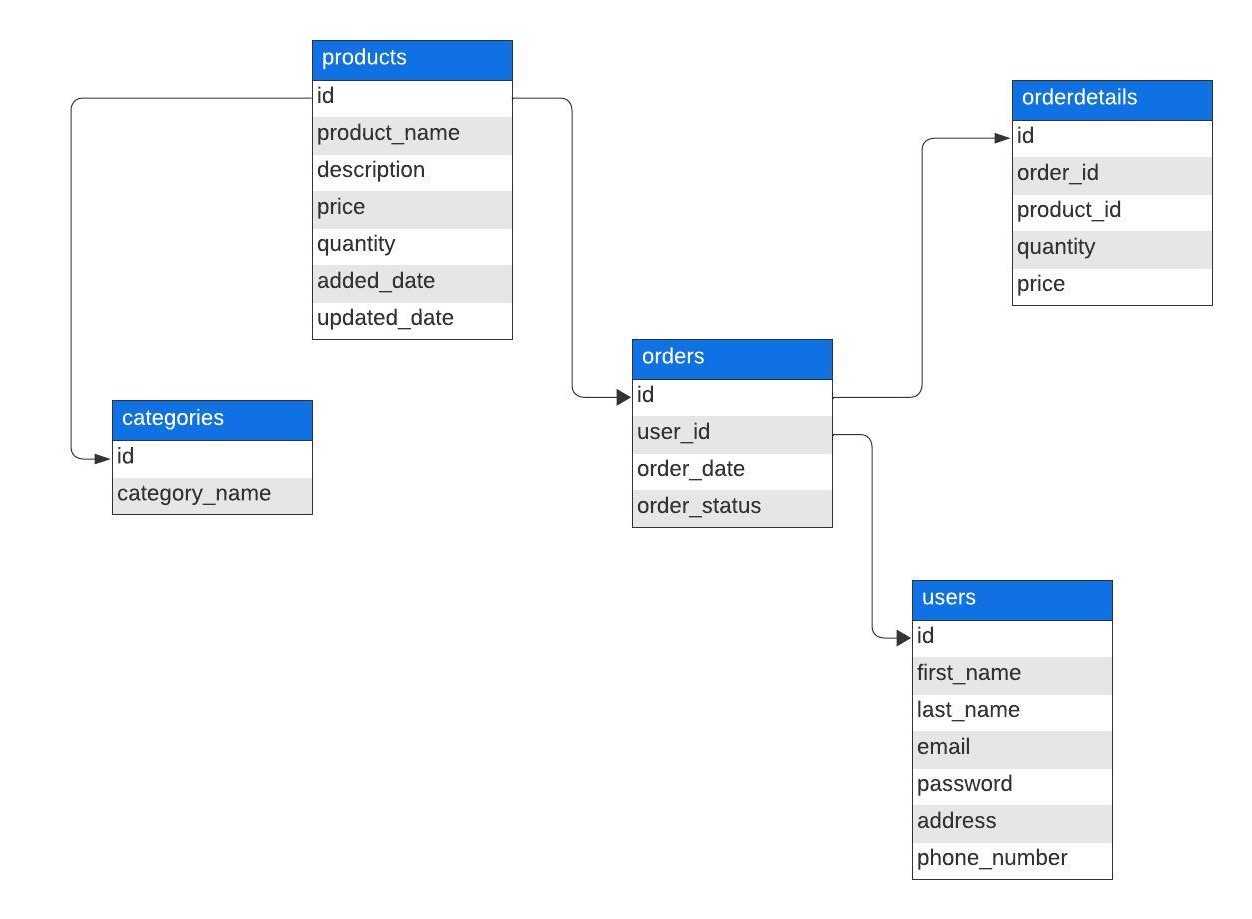 products
id
product_name
description
price
quantity
added_date
updated_date
orderdetails
id
order_id
product_id
quantity
price
orders
id
user_id
order_date
order_status
categories
id
category_name
users
id
first_name
last_name
email
password
address
phone_number